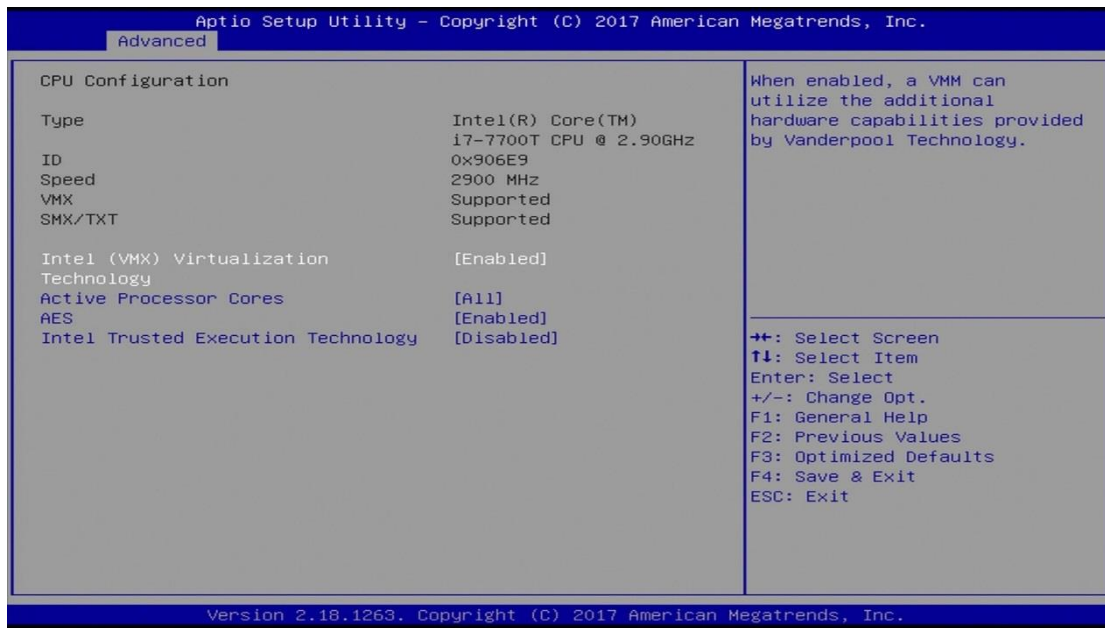 Aptio Setup Utility – Copyright (C) 2017 American Megatrends, Inc.
Advanced
CPU Configuration
Type Intel(R) Core(TM)
i7-7700T CPU @ 2.90GHz
ID 0x906E9
Speed 2900 MHz
VMX Supported
SMX/TXT Supported
Intel (VMX) Virtualization [Enabled]
Technology
Active Processor Cores [All]
AES [Enabled]
Intel Trusted Execution Technology [Disabled]
When enabled, a VMM can
utilize the additional
hardware capabilities provided
by Vanderpool Technology.
→←: Select Screen
↑↓: Select Item
Enter: Select
+/-: Change Opt.
F1: General Help
F2: Previous Values
F3: Optimized Defaults
F4: Save & Exit
ESC: Exit
Version 2.18.1263. Copyright (C) 2017 American Megatrends, Inc.